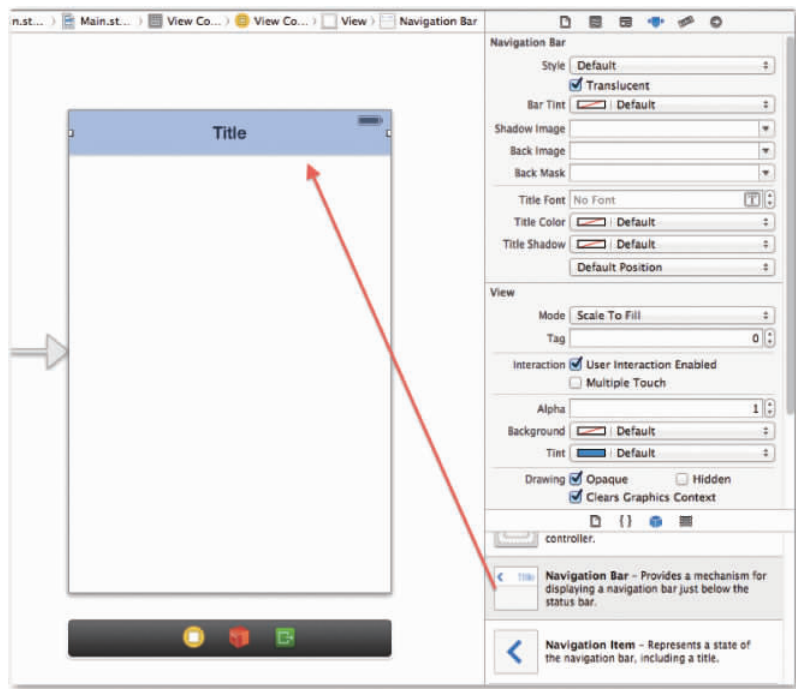 n.st... Main.st... View Co... View Co... View Navigation Bar
Title
Navigation Bar
Style Default
Translucent
Bar Tint Default
Shadow Image
Back Image
Back Mask
Title Font No Font T
Title Color Default
Title Shadow Default
Default Position
View
Mode Scale To Fill
Tag 0
Interaction User Interaction Enabled
Multiple Touch
Alpha 1
Background Default
Tint Default
Drawing Opaque Hidden
Clears Graphics Context
{ }
controller.
Title
Navigation Bar – Provides a mechanism for
displaying a navigation bar just below the
status bar.
Navigation Item – Represents a state of
the navigation bar, including a title.